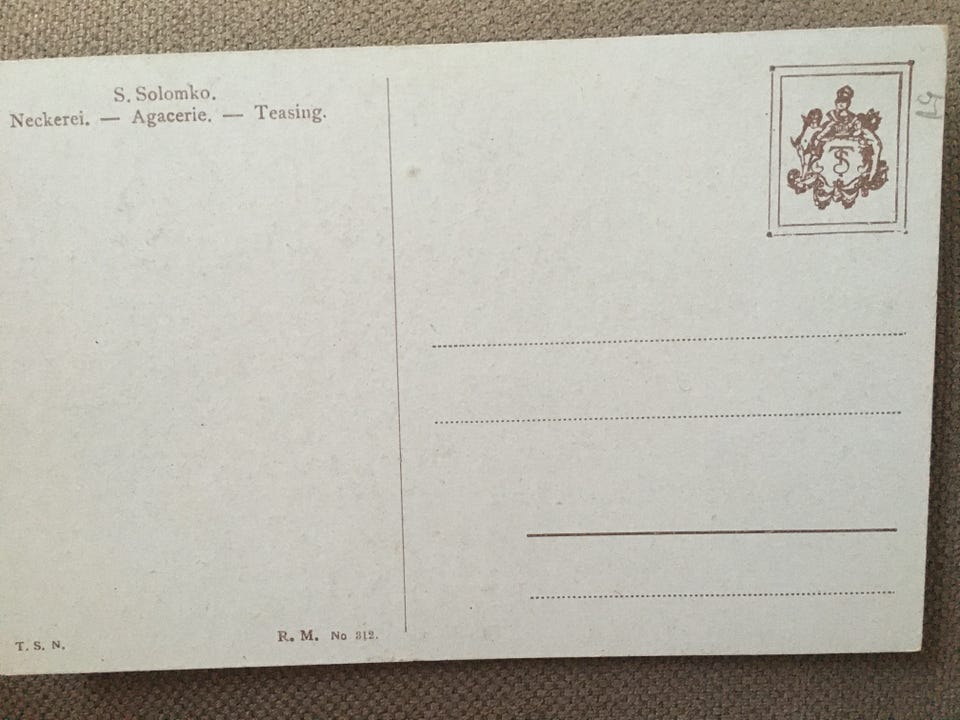 S. Solomko.
Neckerei. — Agacerie. — Teasing.
T. S. N.
R. M. No 312.